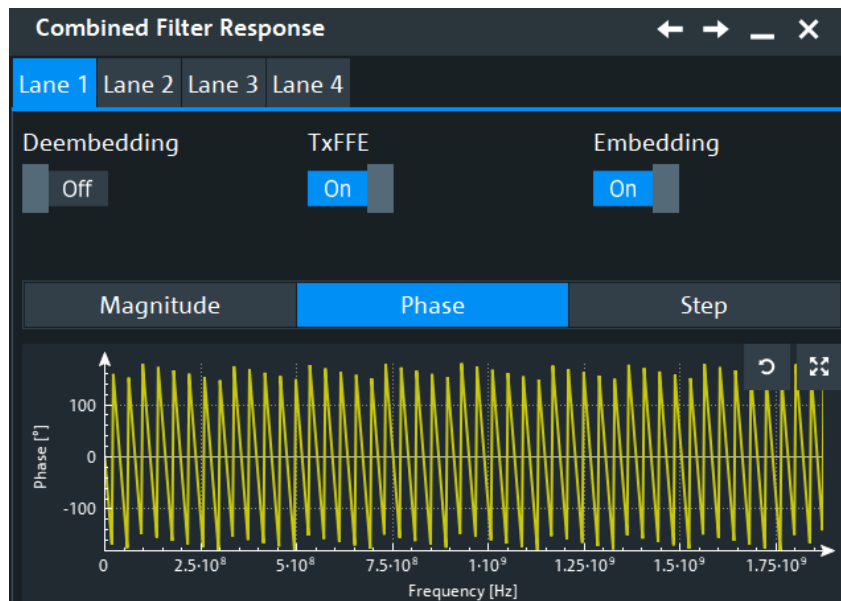 Combined Filter Response
Lane 1 Lane 2 Lane 3 Lane 4
Deembedding TxFFE Embedding
Off On On
Magnitude Phase Step
100
0
-100
Phase [°]
0 2.5·10⁸ 5·10⁸ 7.5·10⁸ 1·10⁹ 1.25·10⁹ 1.5·10⁹ 1.75·10⁹
Frequency [Hz]